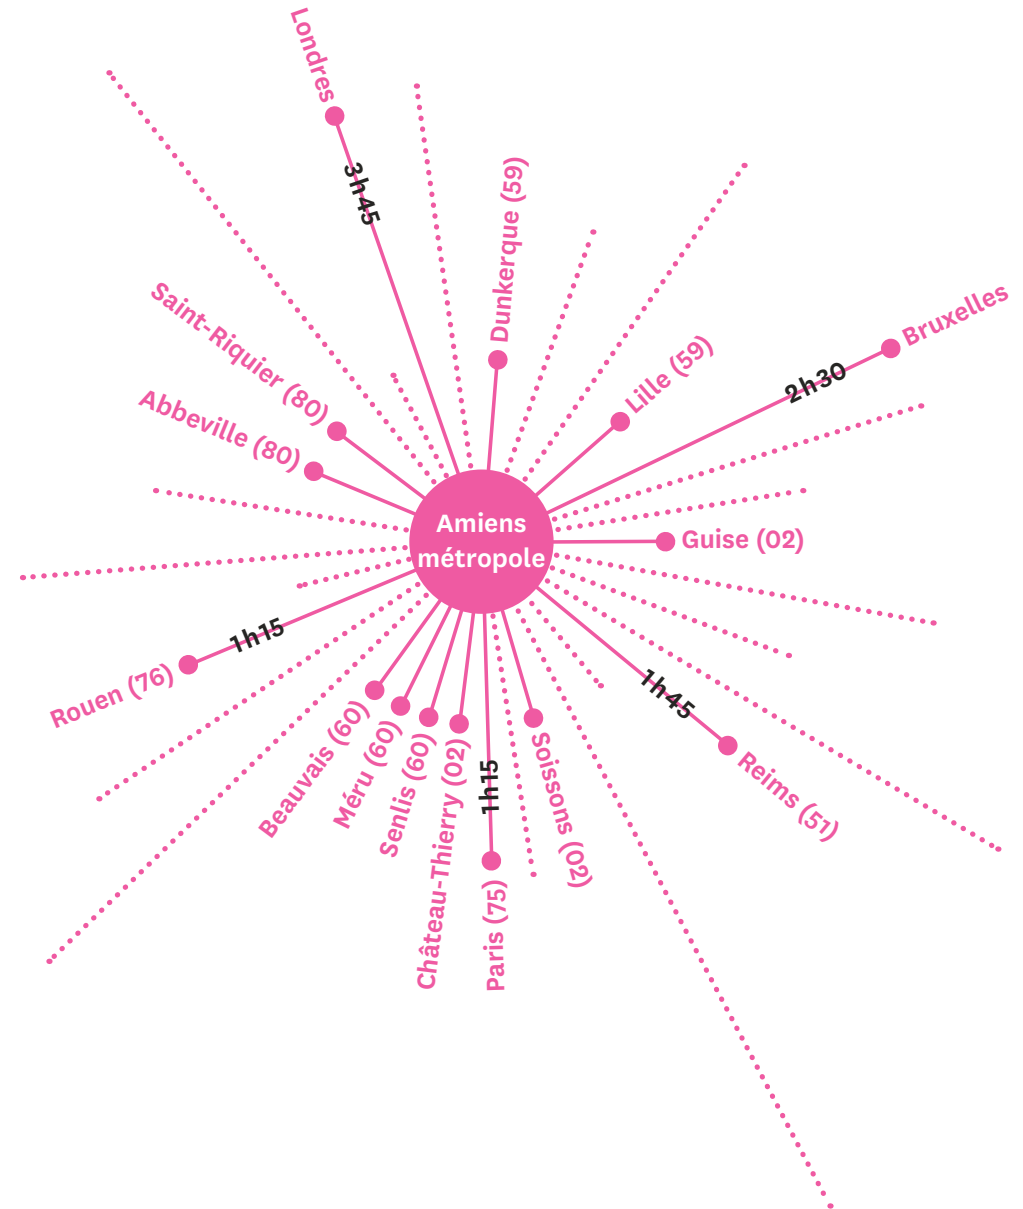 Londres
3h45
Dunkerque (59)
Saint-Riquier (80)
Abbeville (80)
Lille (59)
Bruxelles
2h30
Amiens
métropole
Guise (02)
1h15
Rouen (76)
Beauvais (60)
Méru (60)
Senlis (60)
Château-Thierry (02)
1h15
Paris (75)
Soissons (02)
1h45
Reims (51)